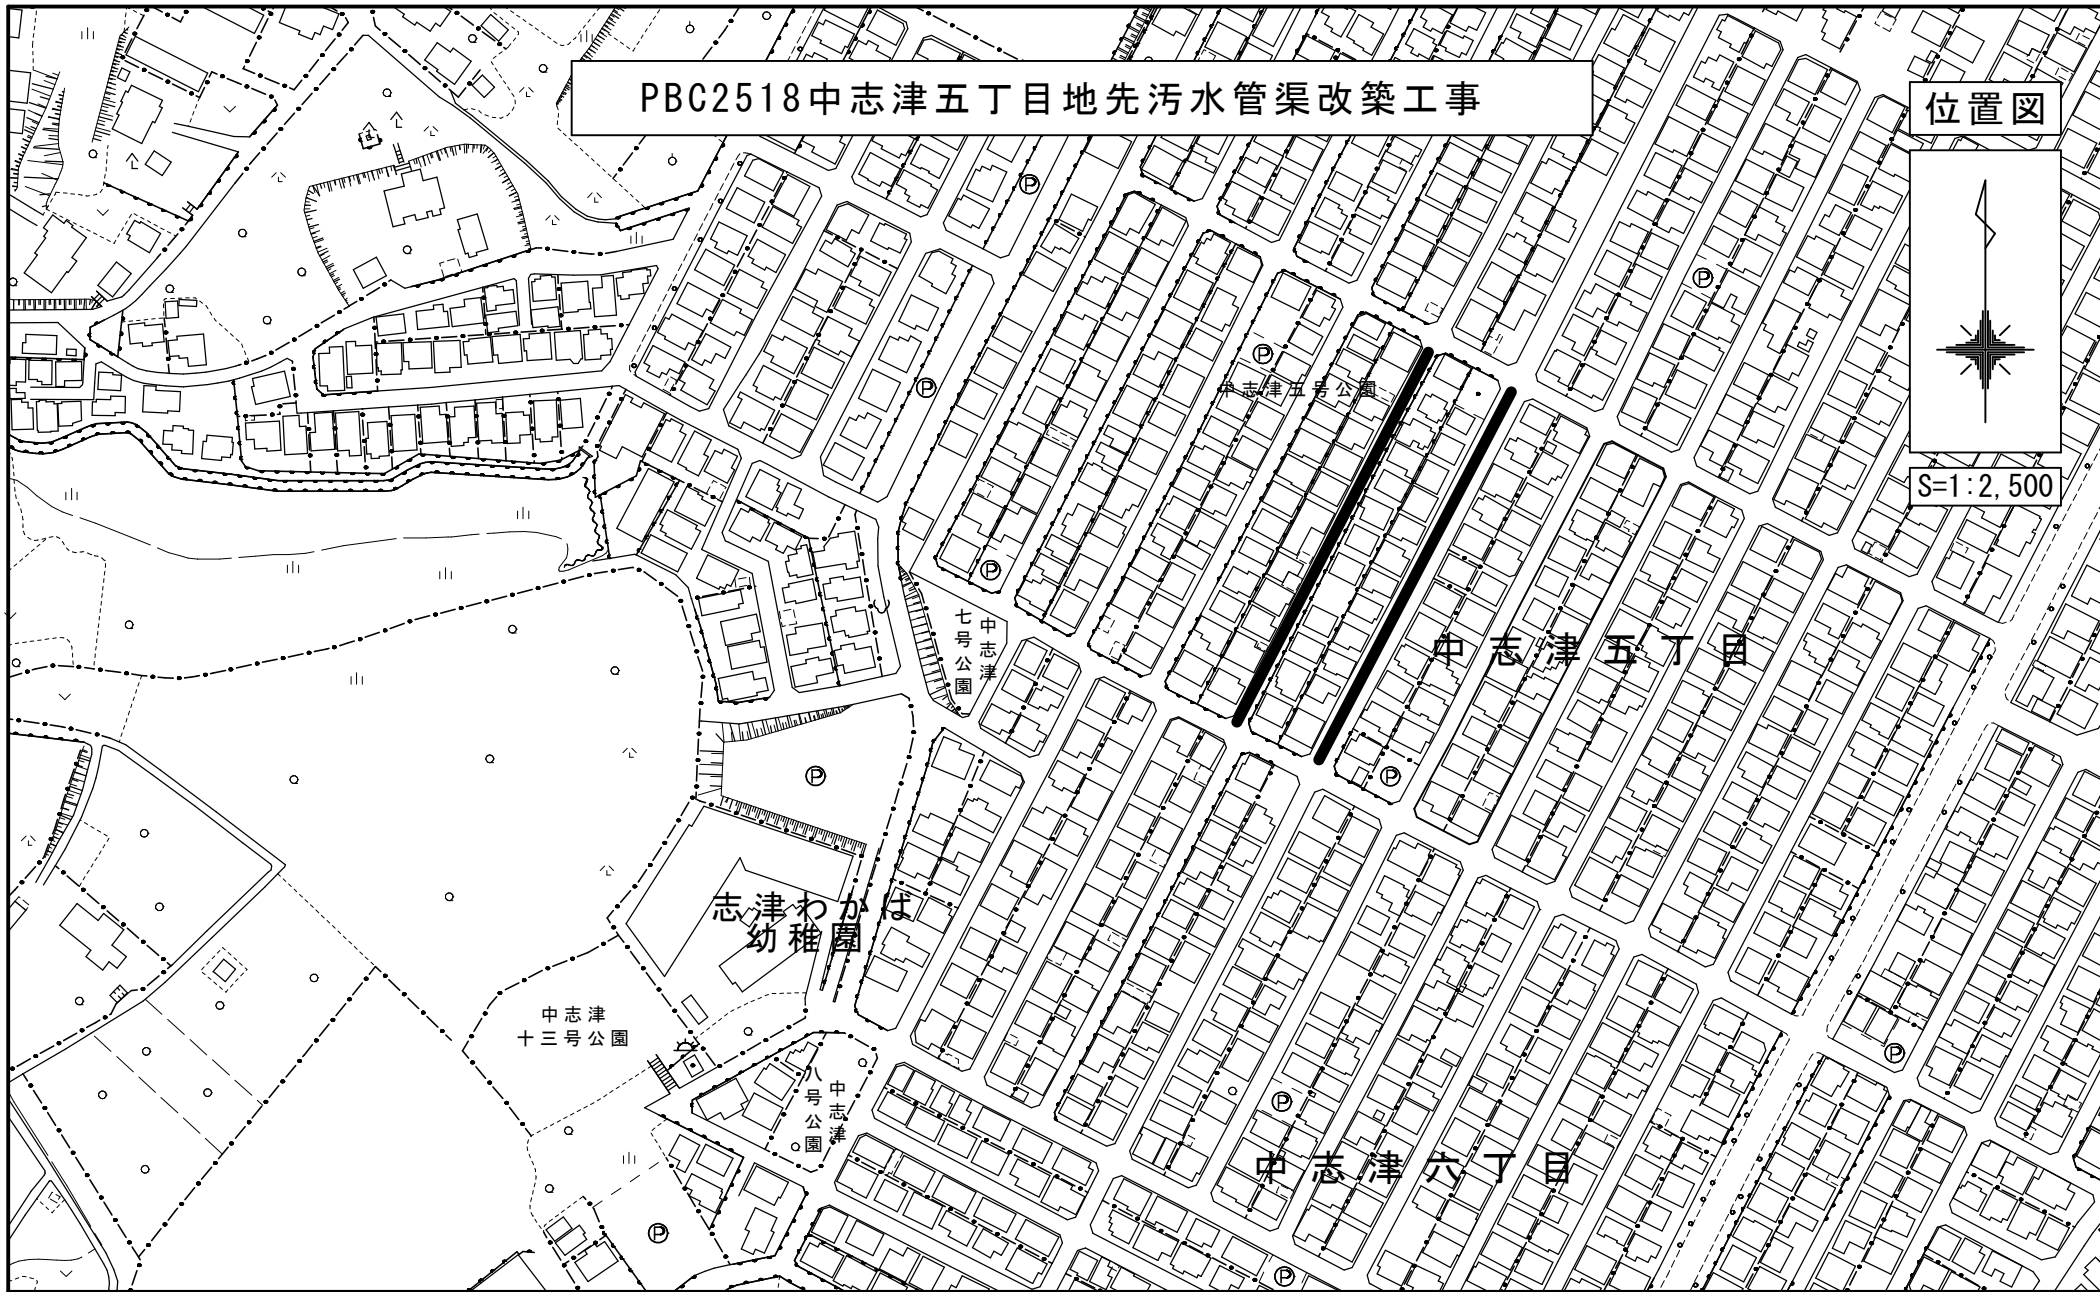 PBC2518中志津五丁目地先汚水管渠改築工事
位置図
S=1:2,500
Ⓟ
Ⓟ
Ⓟ
中志津五号公園
Ⓟ
Ⓟ
中志津
七号公園
中志津五丁目
Ⓟ
Ⓟ
志津わかば
幼稚園
中志津
十三号公園
Ⓟ
中志津
八号公園
Ⓟ
中志津六丁目
Ⓟ
Ⓟ